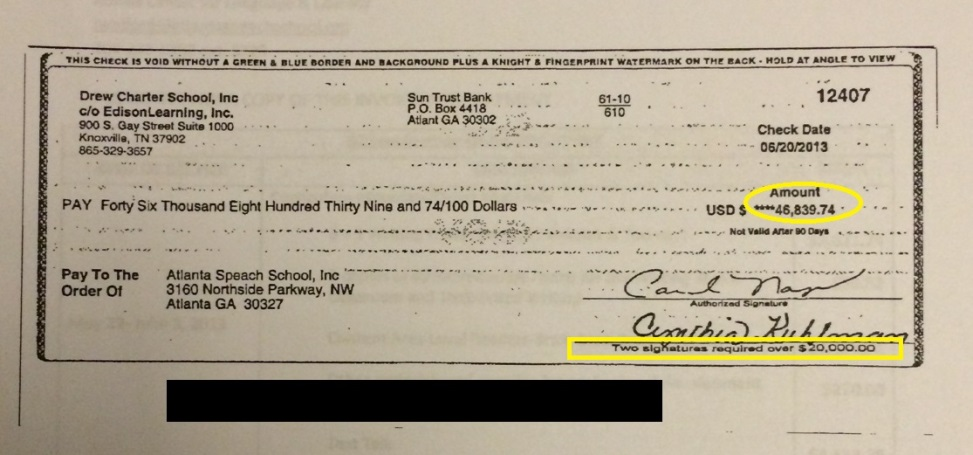 THIS CHECK IS VOID WITHOUT A GREEN & BLUE BORDER AND BACKGROUND PLUS A KNIGHT & FINGERPRINT WATERMARK ON THE BACK - HOLD AT ANGLE TO VIEW
Drew Charter School, Inc
c/o EdisonLearning, Inc.
900 S. Gay Street Suite 1000
Knoxville, TN 37902
865-329-3657
Sun Trust Bank
P.O. Box 4418
Atlant GA 30302
61-10
610
12407
Check Date
06/20/2013
Amount
PAY Forty Six Thousand Eight Hundred Thirty Nine and 74/100 Dollars
USD $ ****46,839.74
Not Valid After 90 Days
Pay To The
Order Of
Atlanta Speach School, Inc
3160 Northside Parkway, NW
Atlanta GA 30327
Authorized Signature
Cynthia Kuhlman
Two signatures required over $20,000.00